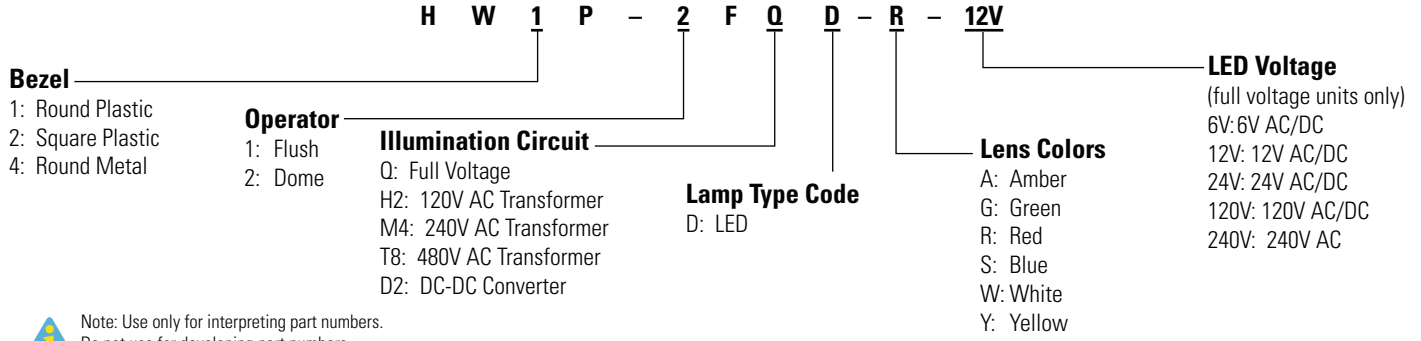 H W 1 P – 2 F Q D – R – 12V
Bezel
1: Round Plastic
2: Square Plastic
4: Round Metal
Operator
1: Flush
2: Dome
Illumination Circuit
Q: Full Voltage
H2: 120V AC Transformer
M4: 240V AC Transformer
T8: 480V AC Transformer
D2: DC-DC Converter
Lamp Type Code
D: LED
Lens Colors
A: Amber
G: Green
R: Red
S: Blue
W: White
Y: Yellow
LED Voltage
(full voltage units only)
6V: 6V AC/DC
12V: 12V AC/DC
24V: 24V AC/DC
120V: 120V AC/DC
240V: 240V AC
Note: Use only for interpreting part numbers.